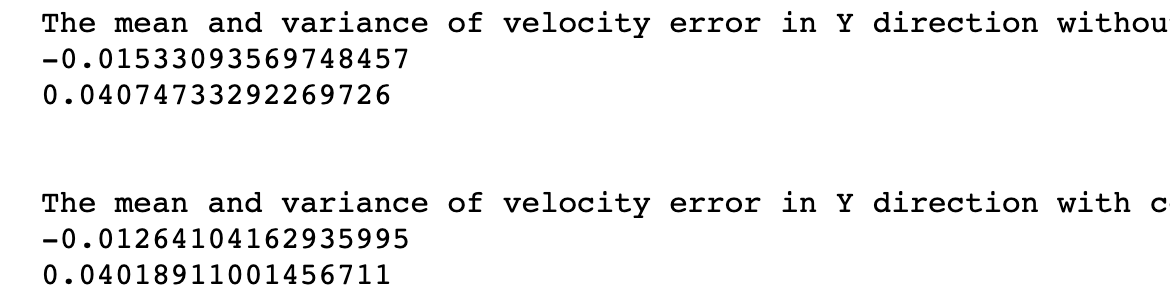 The mean and variance of velocity error in Y direction
-0.01533093569748457
0.04074733292269726
The mean and variance of velocity error in Y direction with
-0.01264104162935995
0.04018911001456711